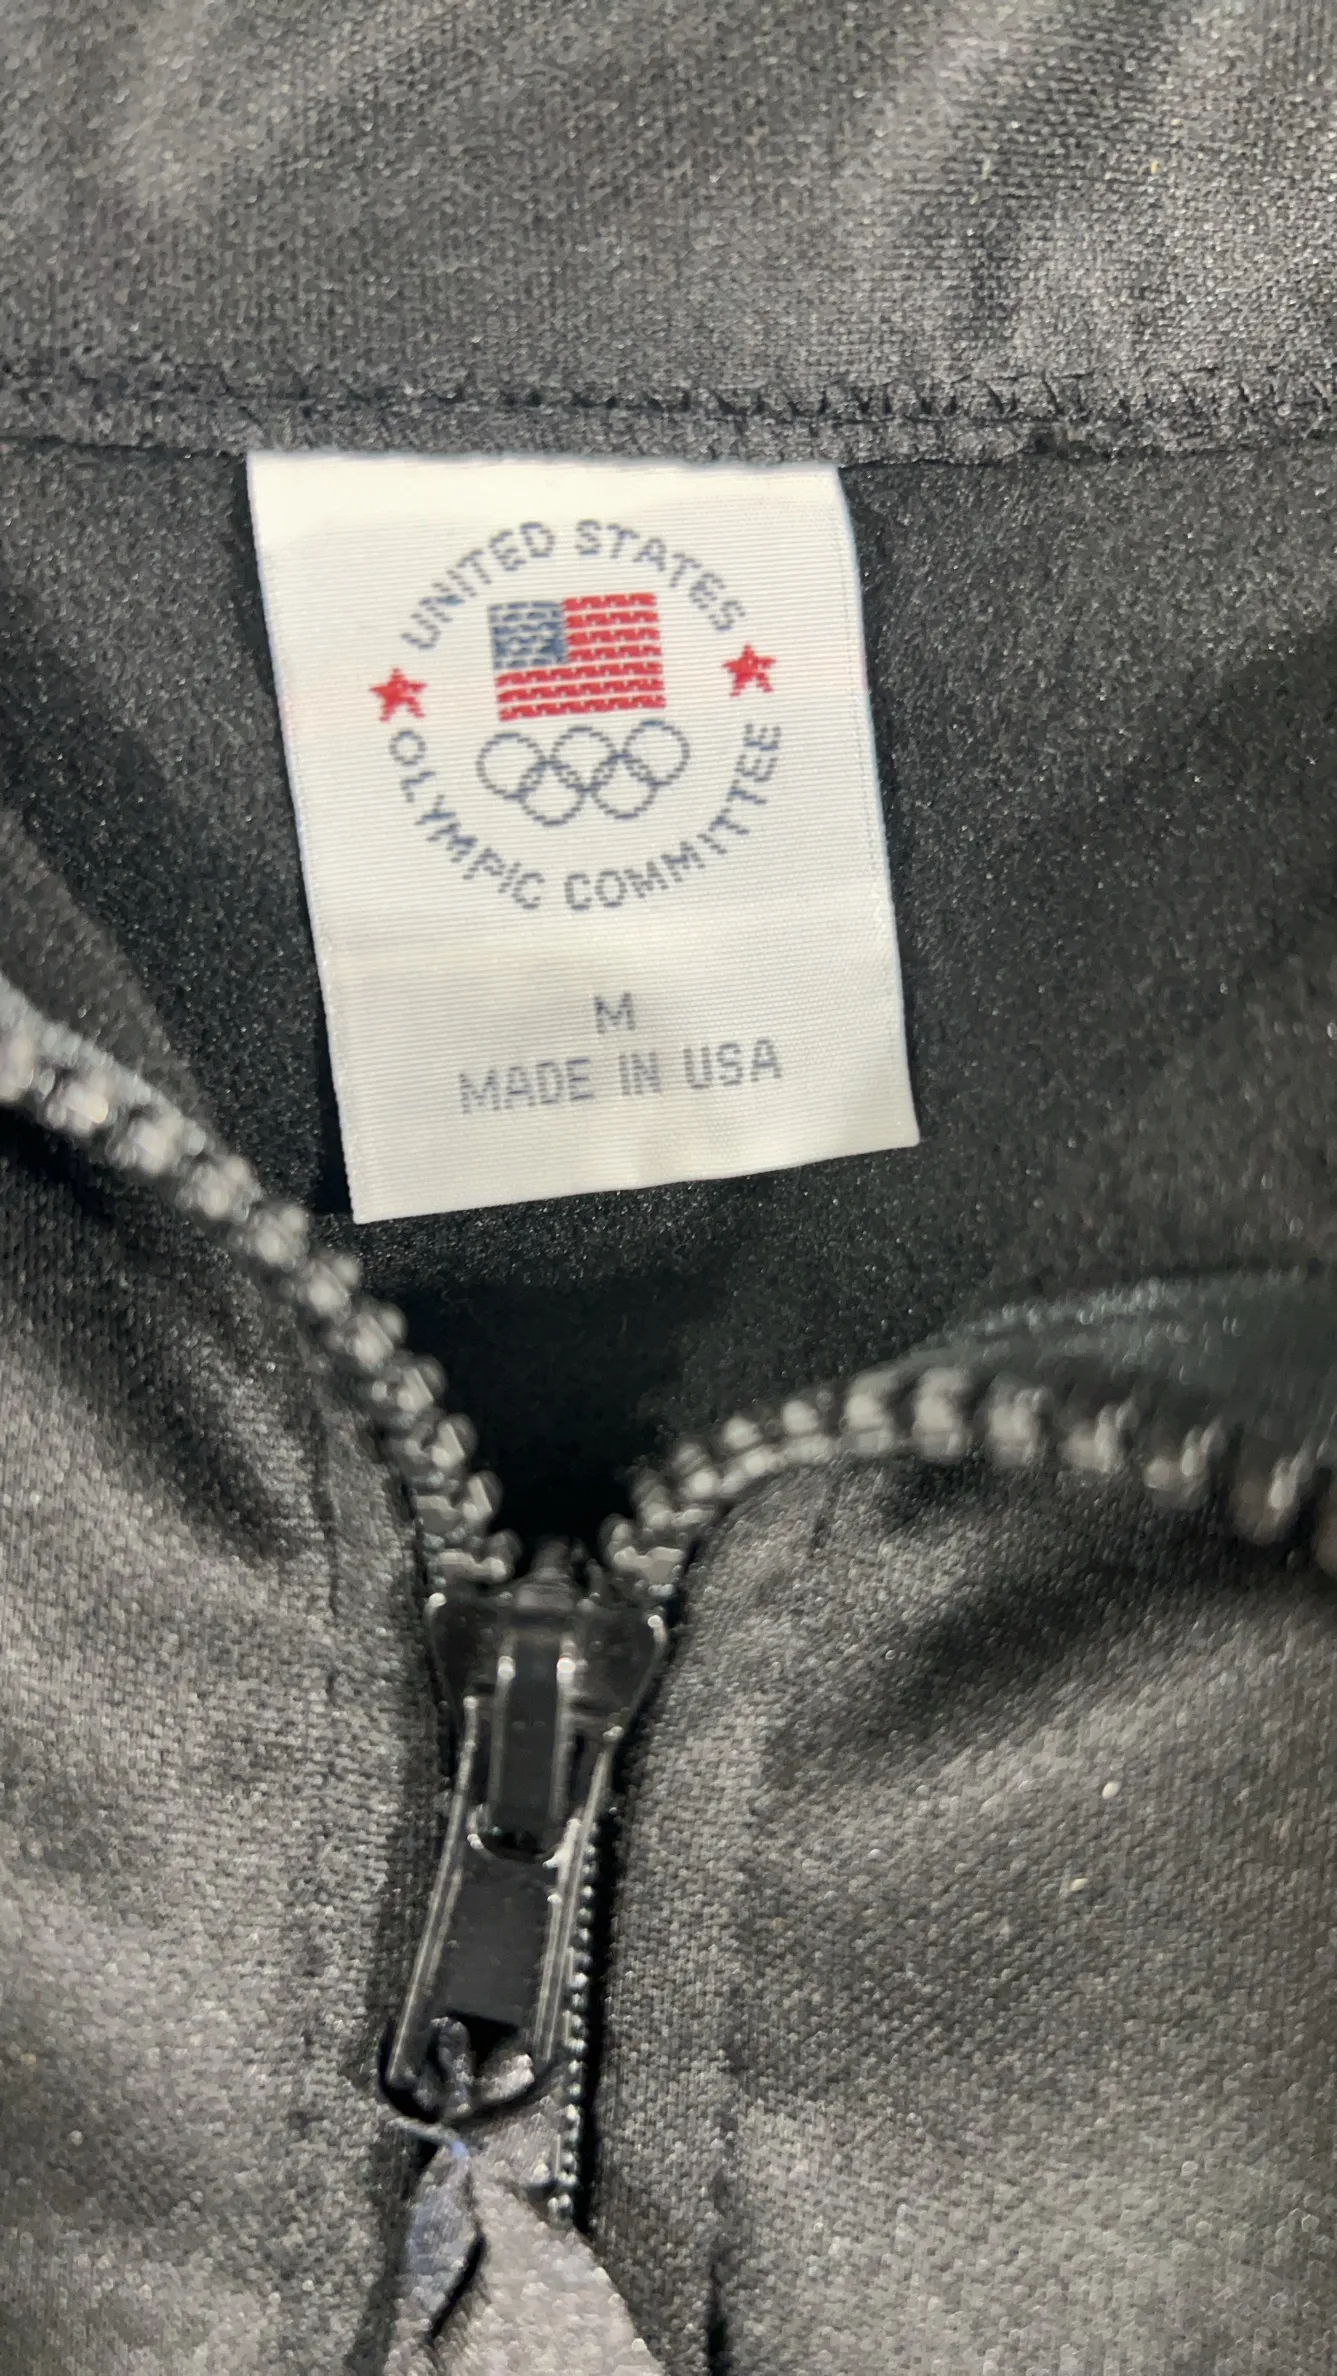 UNITED STATES
OLYMPIC COMMITTEE
M
MADE IN USA